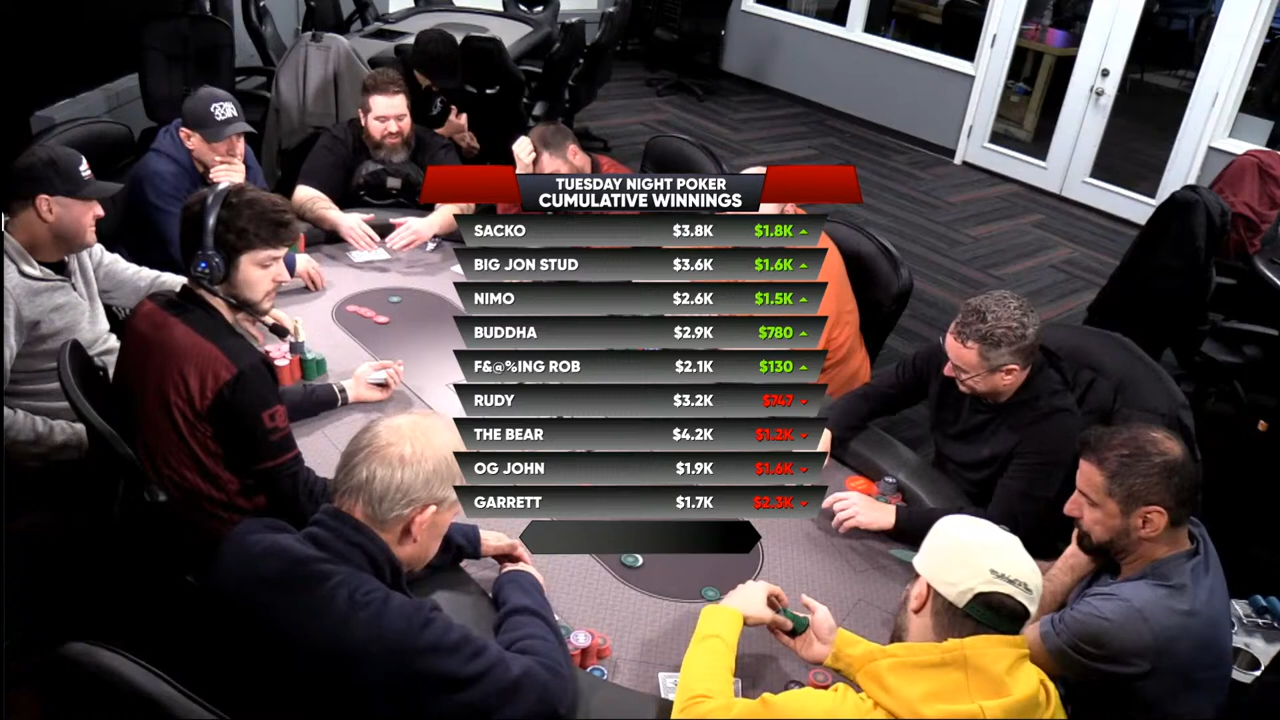 TUESDAY NIGHT POKER
CUMULATIVE WINNINGS
SACKO $3.8K $1.8K
BIG JON STUD $3.6K $1.6K
NIMO $2.6K $1.5K
BUDDHA $2.9K $780
F&@%ING ROB $2.1K $130
RUDY $3.2K $747
THE BEAR $4.2K $1.2K
OG JOHN $1.9K $1.6K
GARRETT $1.7K $2.3K